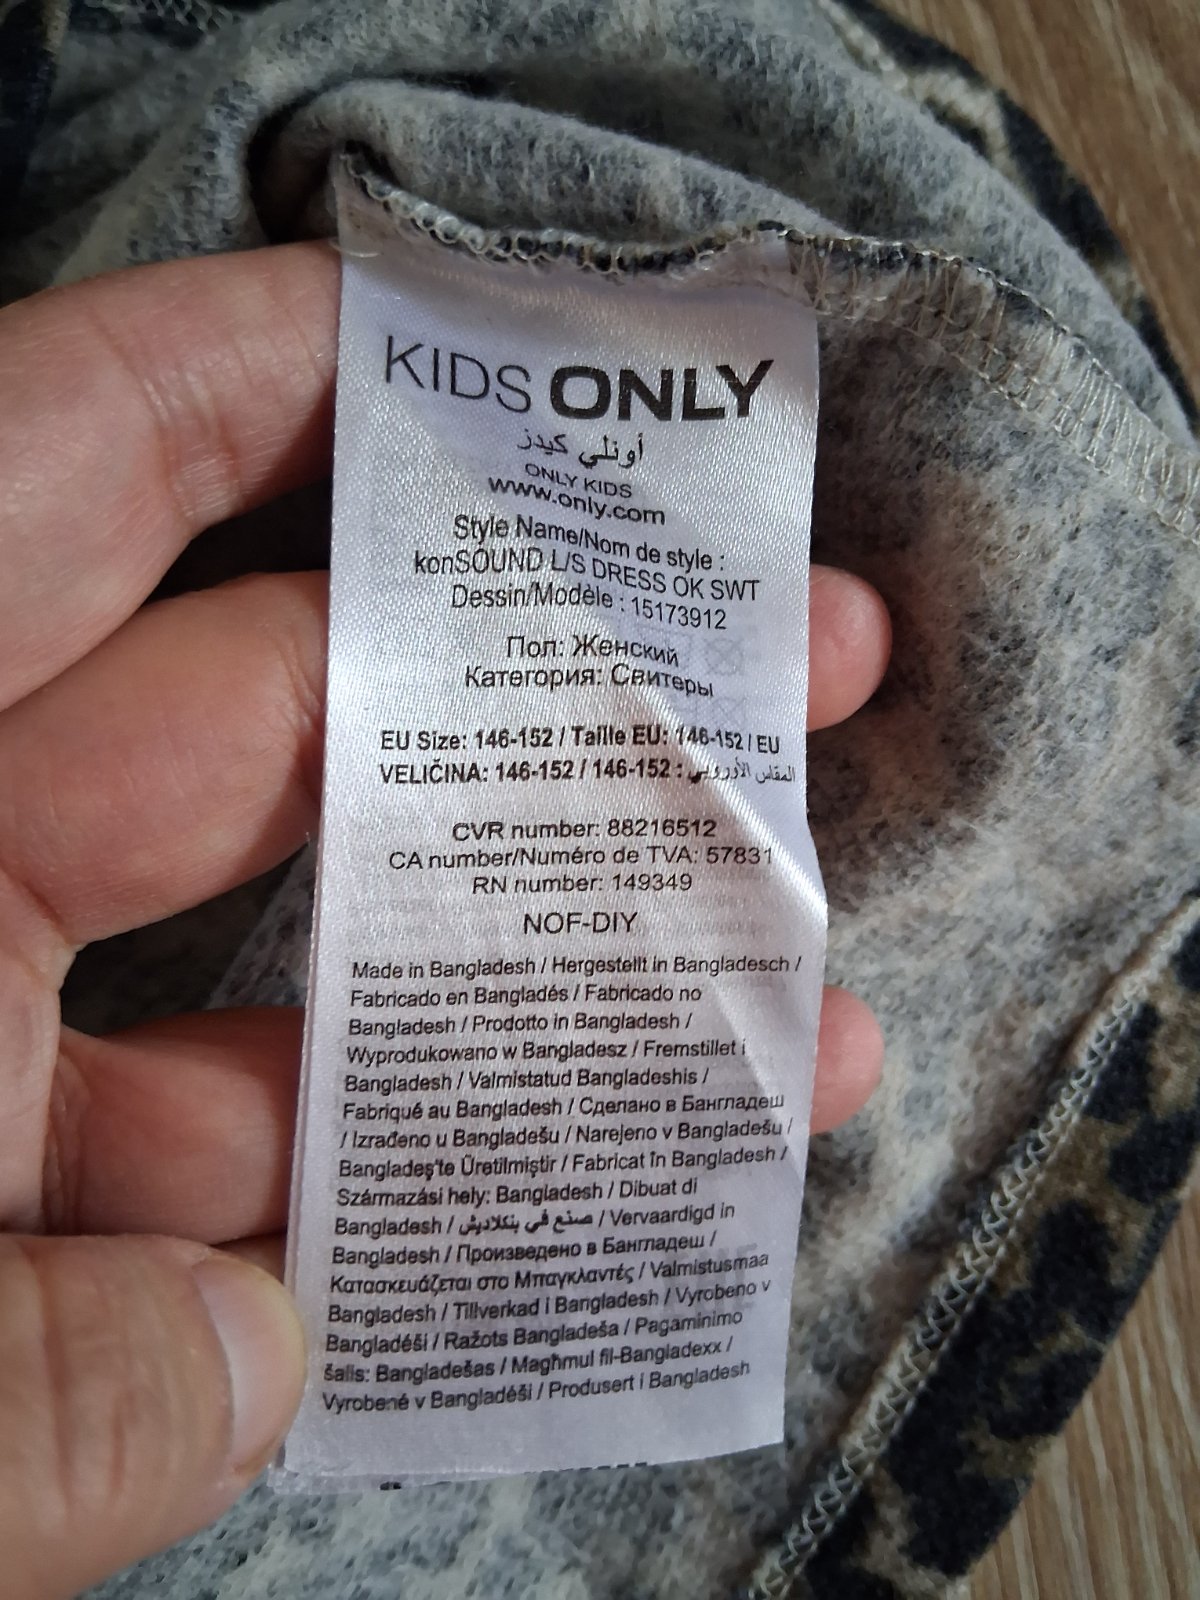 KIDS ONLY
أونلي كيدز
ONLY KIDS
www.only.com
Style Name/Nom de style :
konSOUND L/S DRESS OK SWT
Dessin/Modèle : 15173912
Пол: Женский
Категория: Свитеры
EU Size: 146-152 / Taille EU: 146-152 / EU
VELIČINA: 146-152 / 146-152 : المقاس الأوروبي
CVR number: 88216512
CA number/Numéro de TVA: 57831
RN number: 149349
NOF-DIY
Made in Bangladesh / Hergestellt in Bangladesch /
Fabricado en Bangladés / Fabricado no
Bangladesh / Prodotto in Bangladesh /
Wyprodukowano w Bangladesz / Fremstillet i
Bangladesh / Valmistatud Bangladeshis /
Fabriqué au Bangladesh / Сделано в Бангладеш
/ Izrađeno u Bangladešu / Narejeno v Bangladešu /
Bangladeş'te Üretilmiştir / Fabricat în Bangladesh /
Származási hely: Bangladesh / Dibuat di
Bangladesh / صنع في بنكلاديش / Vervaardigd in
Bangladesh / Произведено в Бангладеш /
Κατασκευάζεται στο Μπαγκλαντές / Valmistusmaa
Bangladesh / Tillverkad i Bangladesh / Vyrobeno v
Bangladéši / Ražots Bangladeša / Pagaminimo
šalis: Bangladešas / Magħmul fil-Bangladexx /
Vyrobené v Bangladéši / Produsert i Bangladesh